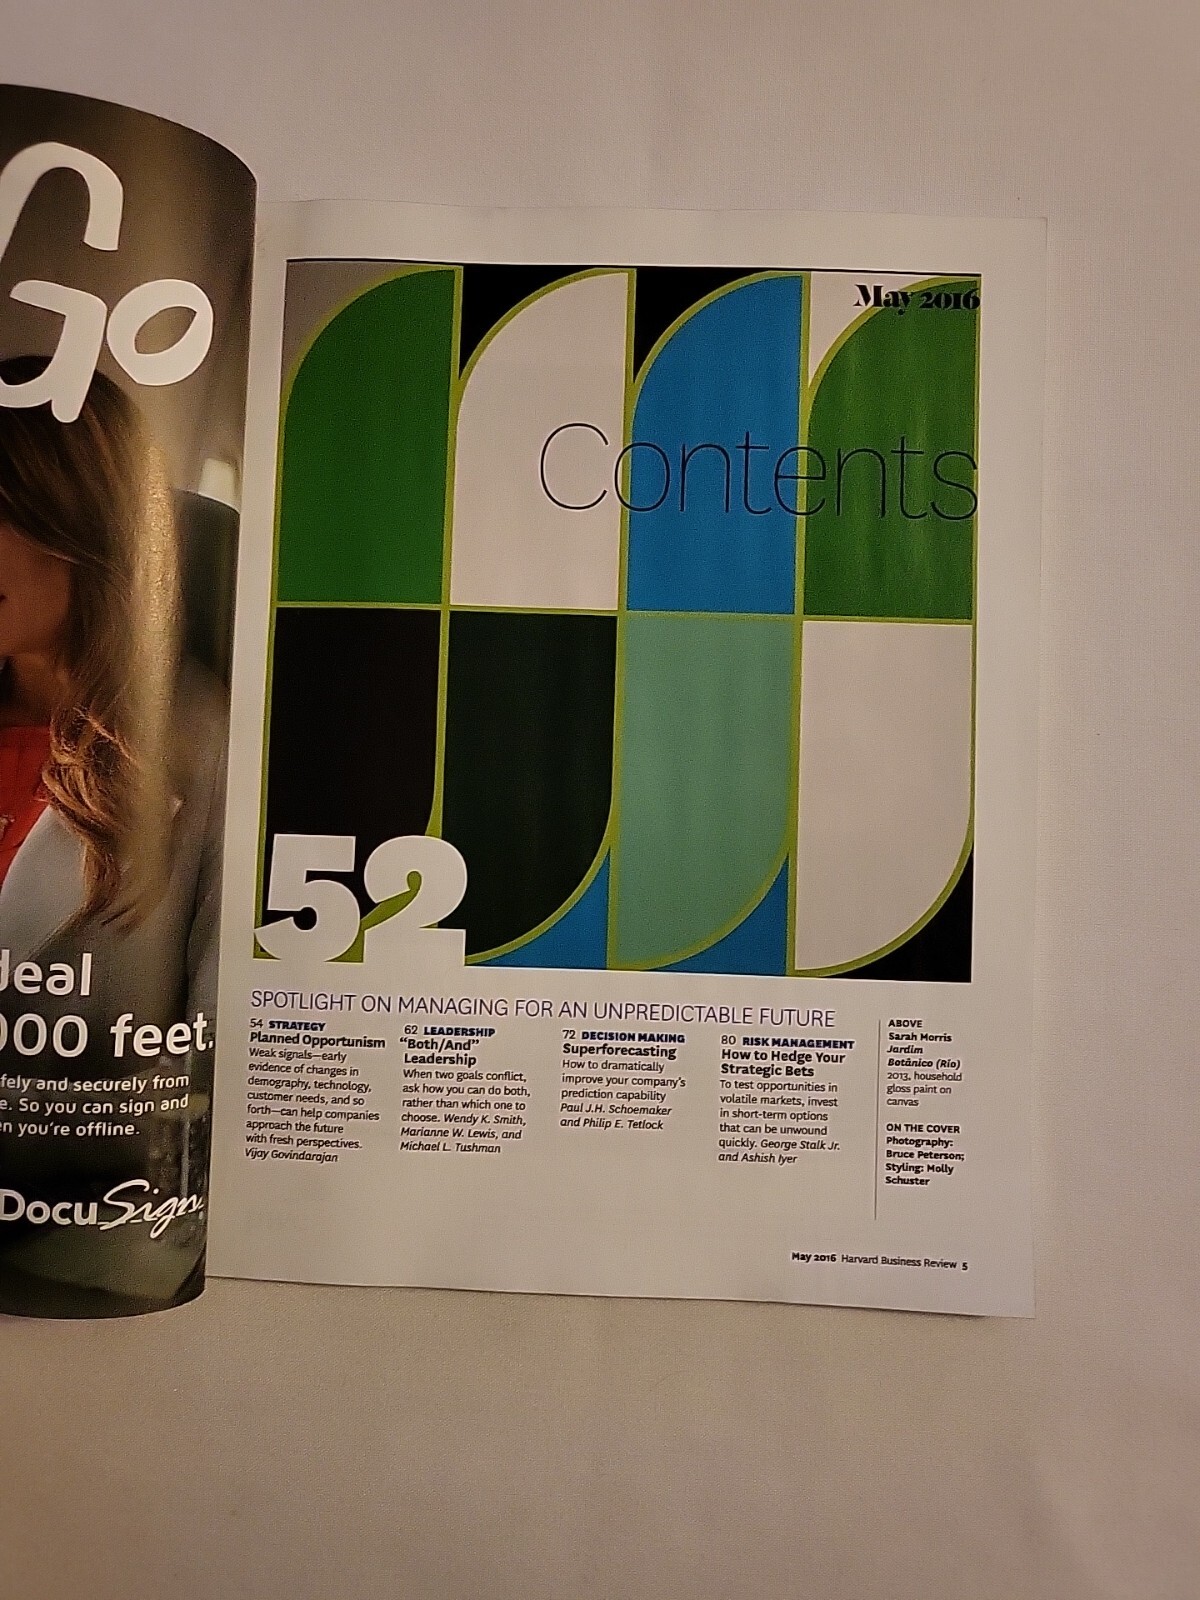 Go
deal
000 feet.
fely and securely from
e. So you can sign and
n you're offline.
DocuSign
May 2016
Contents
52
SPOTLIGHT ON MANAGING FOR AN UNPREDICTABLE FUTURE
54 STRATEGY
Planned Opportunism
Weak signals—early
evidence of changes in
demography, technology,
customer needs, and so
forth—can help companies
approach the future
with fresh perspectives.
Vijay Govindarajan
62 LEADERSHIP
“Both/And”
Leadership
When two goals conflict,
ask how you can do both,
rather than which one to
choose. Wendy K. Smith,
Marianne W. Lewis, and
Michael L. Tushman
72 DECISION MAKING
Superforecasting
How to dramatically
improve your company's
prediction capability
Paul J.H. Schoemaker
and Philip E. Tetlock
80 RISK MANAGEMENT
How to Hedge Your
Strategic Bets
To test opportunities in
volatile markets, invest
in short-term options
that can be unwound
quickly. George Stalk Jr.
and Ashish Iyer
ABOVE
Sarah Morris
Jardim
Botânico (Rio)
2013, household
gloss paint on
canvas
ON THE COVER
Photography:
Bruce Peterson;
Styling: Molly
Schuster
May 2016 Harvard Business Review 5